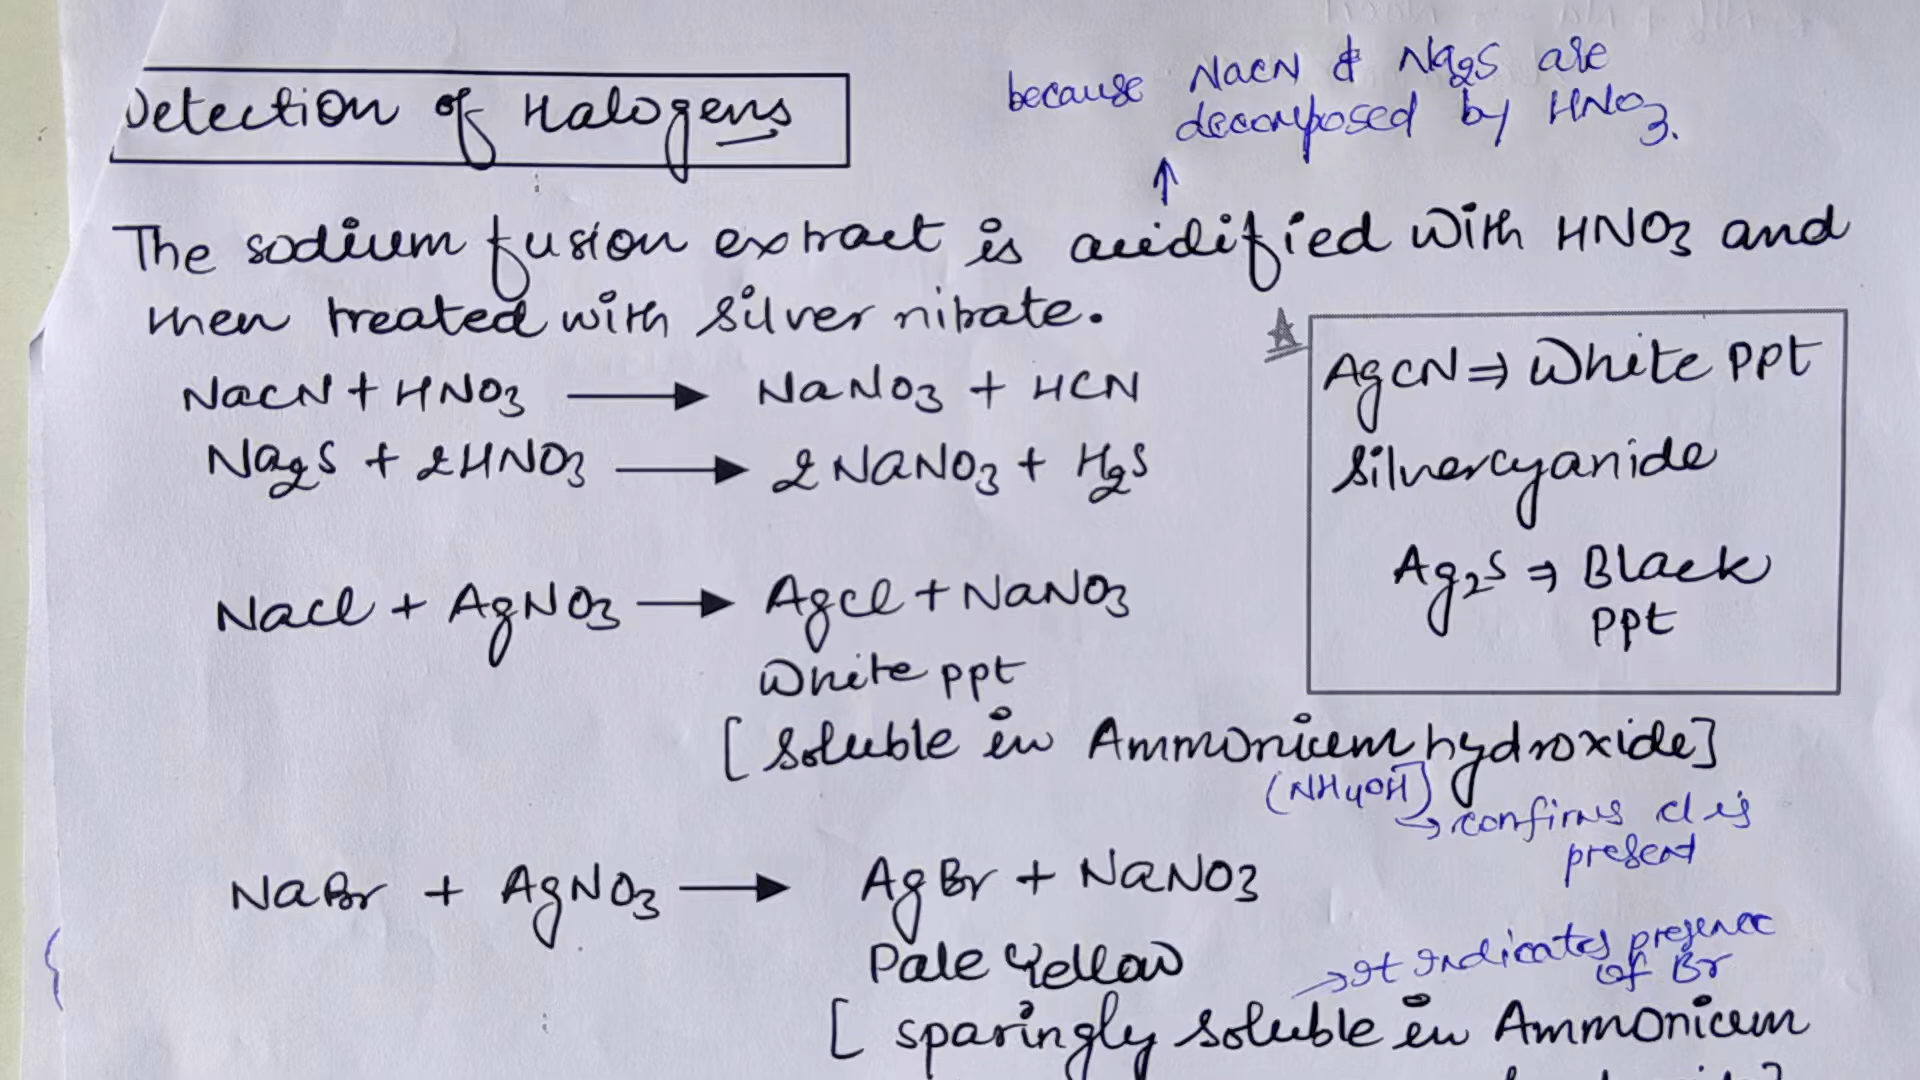 Detection of Halogens
because NaCN & Na2S are
decomposed by HNO3.
↑
The sodium fusion extract is acidified with HNO3 and
then treated with silver nitrate.
NaCN + HNO3 → NaNO3 + HCN
Na2S + 2HNO3 → 2NaNO3 + H2S
AgCN ⇒ White ppt
silvercyanide
Ag2S ⇒ Black
ppt
NaCl + AgNO3 → AgCl + NaNO3
White ppt
[soluble in Ammonium hydroxide]
(NH4OH)
→ confirms Cl is
present
NaBr + AgNO3 → AgBr + NaNO3
Pale Yellow
→ It Indicates presence
of Br
[sparingly soluble in Ammonium